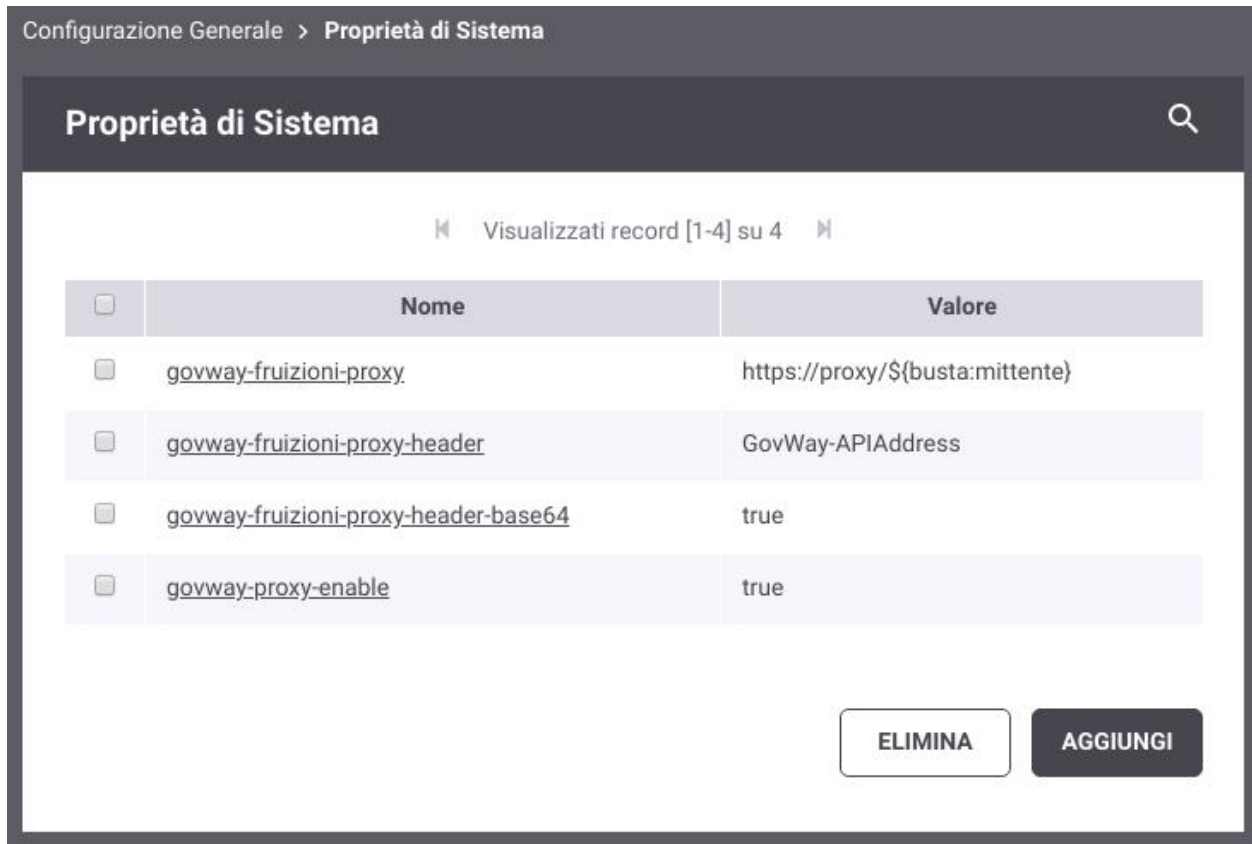 Configurazione Generale > Proprietà di Sistema
Proprietà di Sistema
Visualizzati record [1-4] su 4
Nome Valore
govway-fruizioni-proxy https://proxy/${busta:mittente}
govway-fruizioni-proxy-header GovWay-APIAddress
govway-fruizioni-proxy-header-base64 true
govway-proxy-enable true
ELIMINA AGGIUNGI